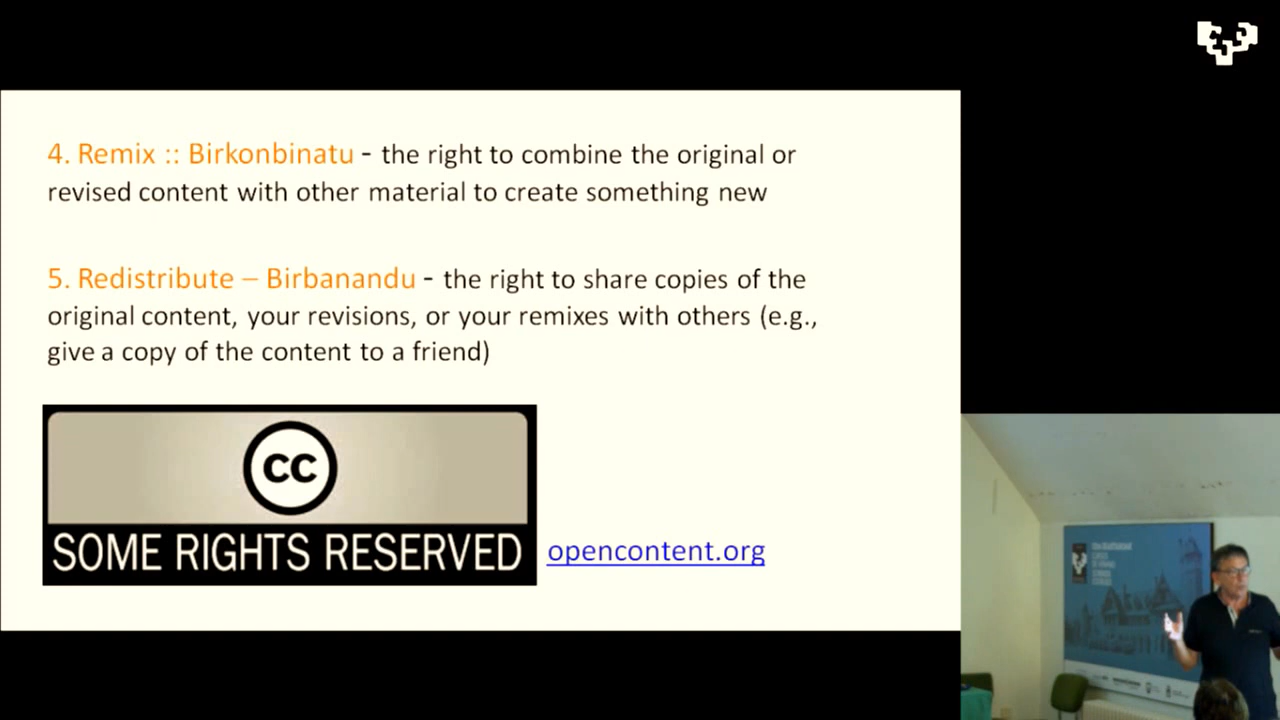 4. Remix :: Birkonbinatu - the right to combine the original or
revised content with other material to create something new
5. Redistribute – Birbanandu - the right to share copies of the
original content, your revisions, or your remixes with others (e.g.,
give a copy of the content to a friend)
cc
SOME RIGHTS RESERVED
opencontent.org